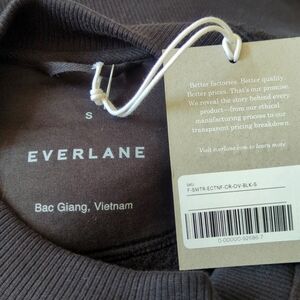 S
EVERLANE
Bac Giang, Vietnam
Better factories. Better quality.
Better prices. That's our promise.
We reveal the story behind every
product—from our ethical
manufacturing process to our
transparent pricing breakdown.
Visit everlane.com to learn more.
SKU
F-SWTR-ECTNF-CR-OV-BLK-S